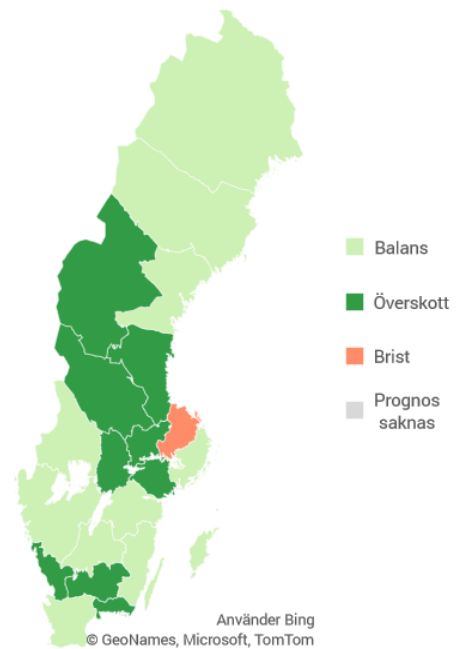 Balans
Överskott
Brist
Prognos
saknas
Använder Bing
© GeoNames, Microsoft, TomTom